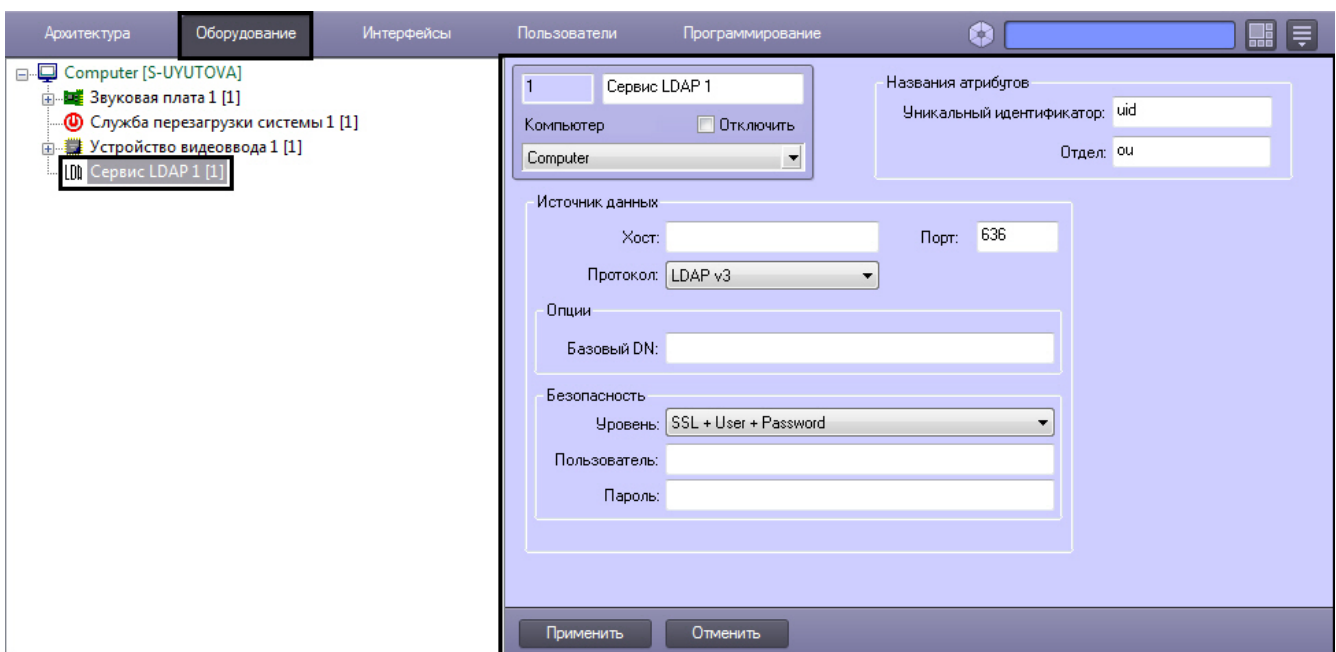 Архитектура Оборудование Интерфейсы Пользователи Программирование
Computer [S-UYUTOVA]
Звуковая плата 1 [1]
Служба перезагрузки системы 1 [1]
Устройство видеоввода 1 [1]
Сервис LDAP 1 [1]
1 Сервис LDAP 1
Компьютер Отключить
Computer
Названия атрибутов
Уникальный идентификатор: uid
Отдел: ou
Источник данных
Хост: Порт: 636
Протокол: LDAP v3
Опции
Базовый DN:
Безопасность
Уровень: SSL + User + Password
Пользователь:
Пароль:
Применить Отменить